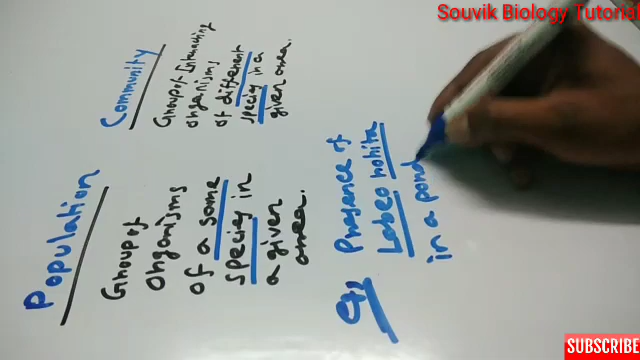 Souvik Biology Tutorial
Population
Group of
organisms
of a same
species in
a given
area.
Community
Group of Interacting
organisms
of different
species in a
given area.
Eg,
Presence of
Labeo rohita
in a pond
SUBSCRIBE